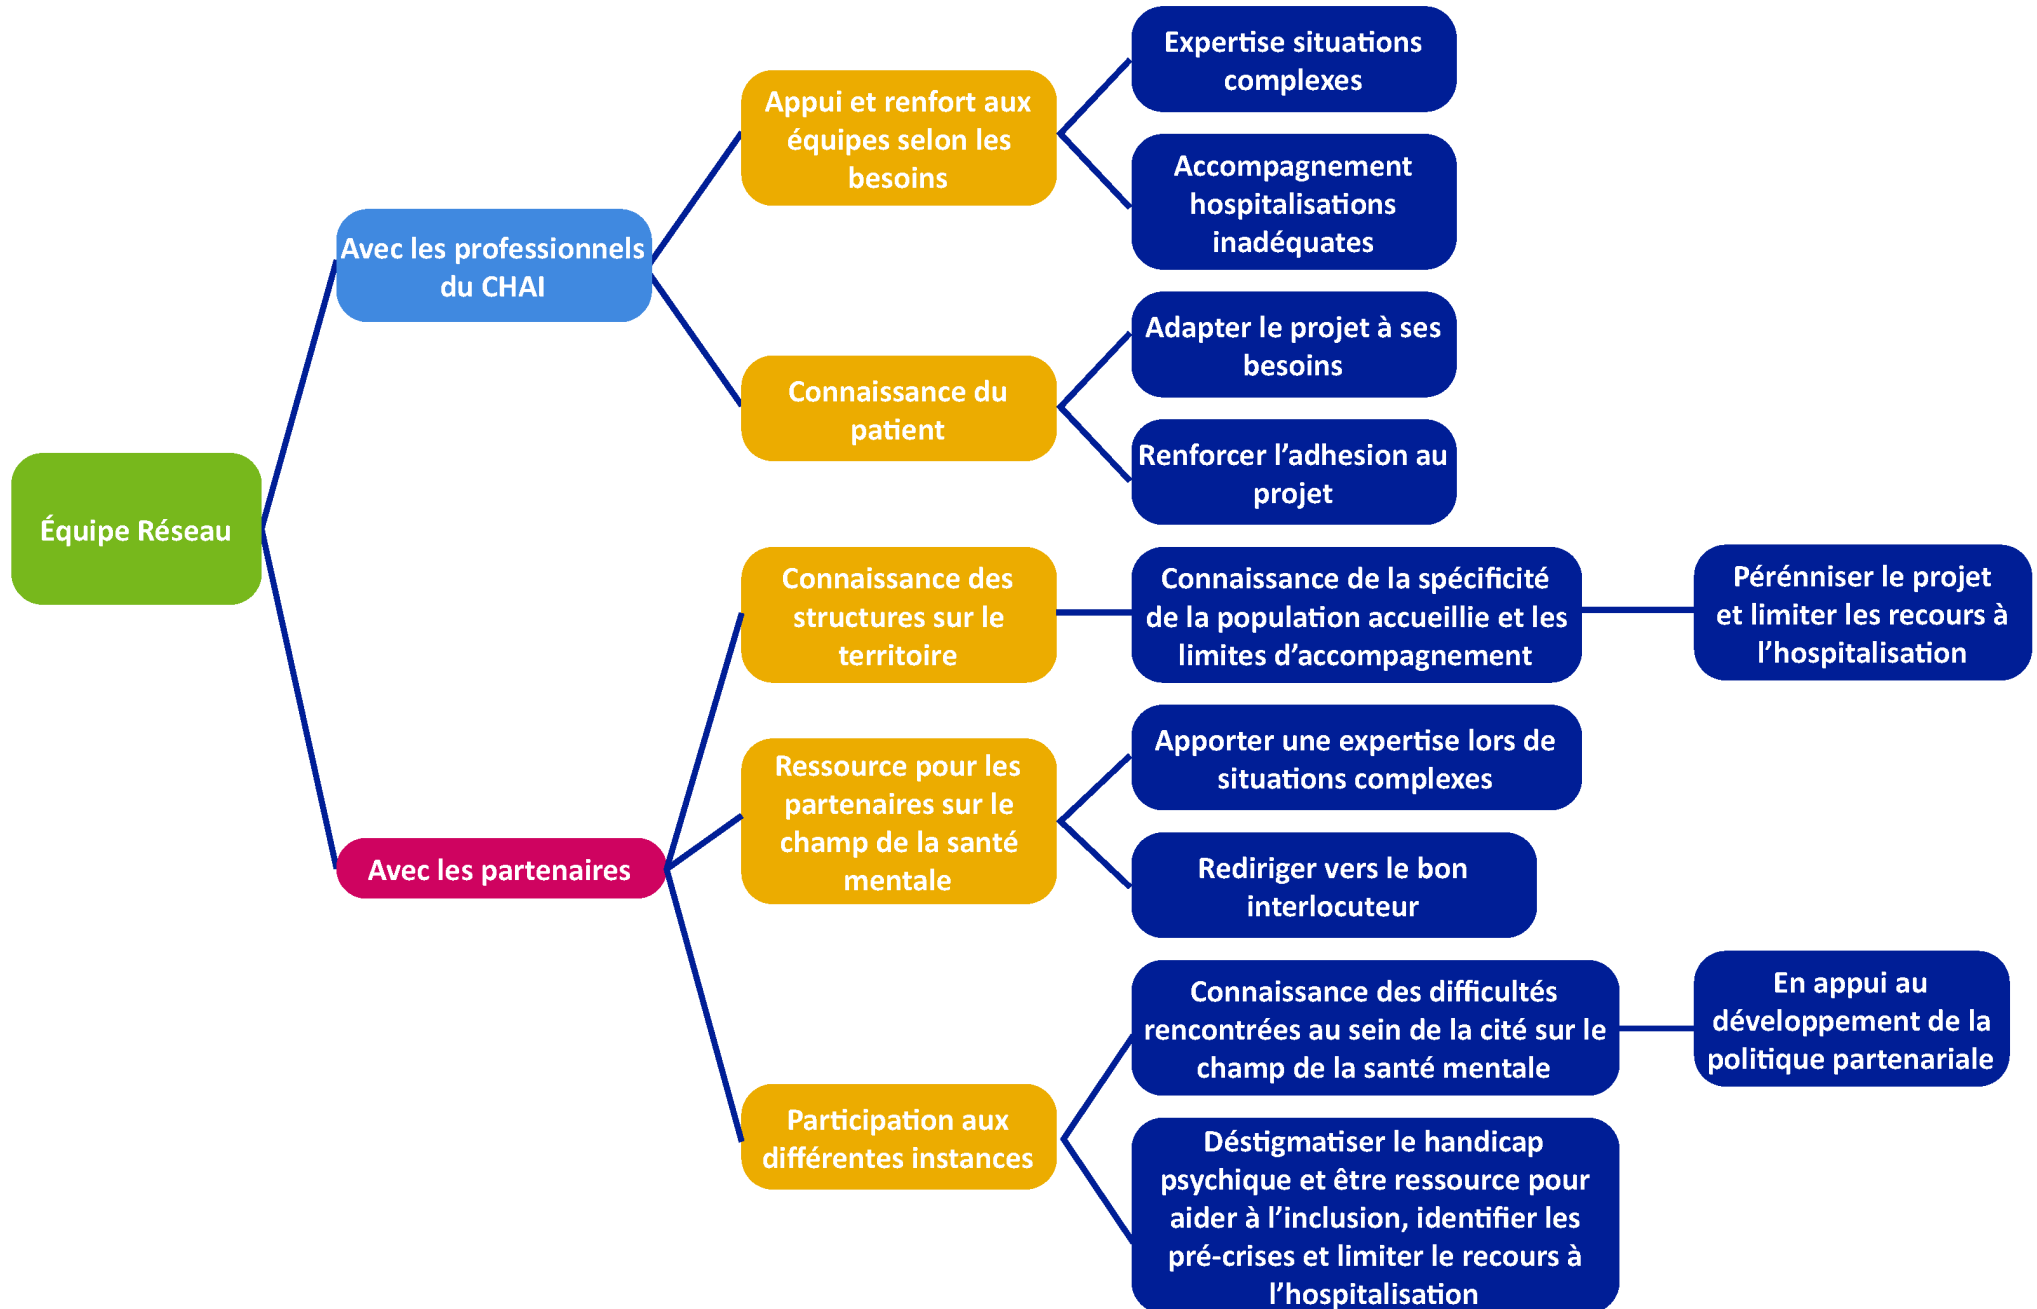 Équipe Réseau
Avec les professionnels
du CHAI
Appui et renfort aux
équipes selon les
besoins
Expertise situations
complexes
Accompagnement
hospitalisations
inadéquates
Connaissance du
patient
Adapter le projet à ses
besoins
Renforcer l’adhesion au
projet
Avec les partenaires
Connaissance des
structures sur le
territoire
Connaissance de la spécificité
de la population accueillie et les
limites d’accompagnement
Pérénniser le projet
et limiter les recours à
l’hospitalisation
Ressource pour les
partenaires sur le
champ de la santé
mentale
Apporter une expertise lors de
situations complexes
Rediriger vers le bon
interlocuteur
Participation aux
différentes instances
Connaissance des difficultés
rencontrées au sein de la cité sur le
champ de la santé mentale
En appui au
développement de la
politique partenariale
Déstigmatiser le handicap
psychique et être ressource pour
aider à l’inclusion, identifier les
pré-crises et limiter le recours à
l’hospitalisation